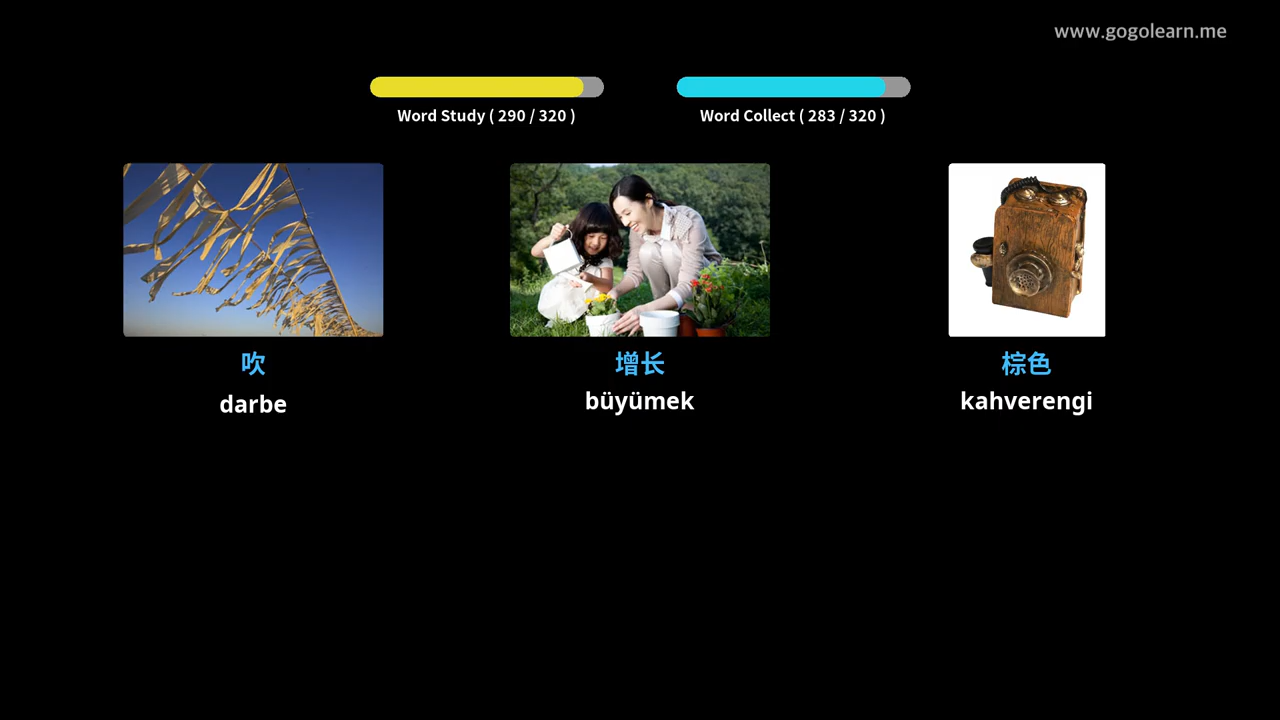 www.gogolearn.me
Word Study ( 290 / 320 )
Word Collect ( 283 / 320 )
吹
darbe
增长
büyümek
棕色
kahverengi